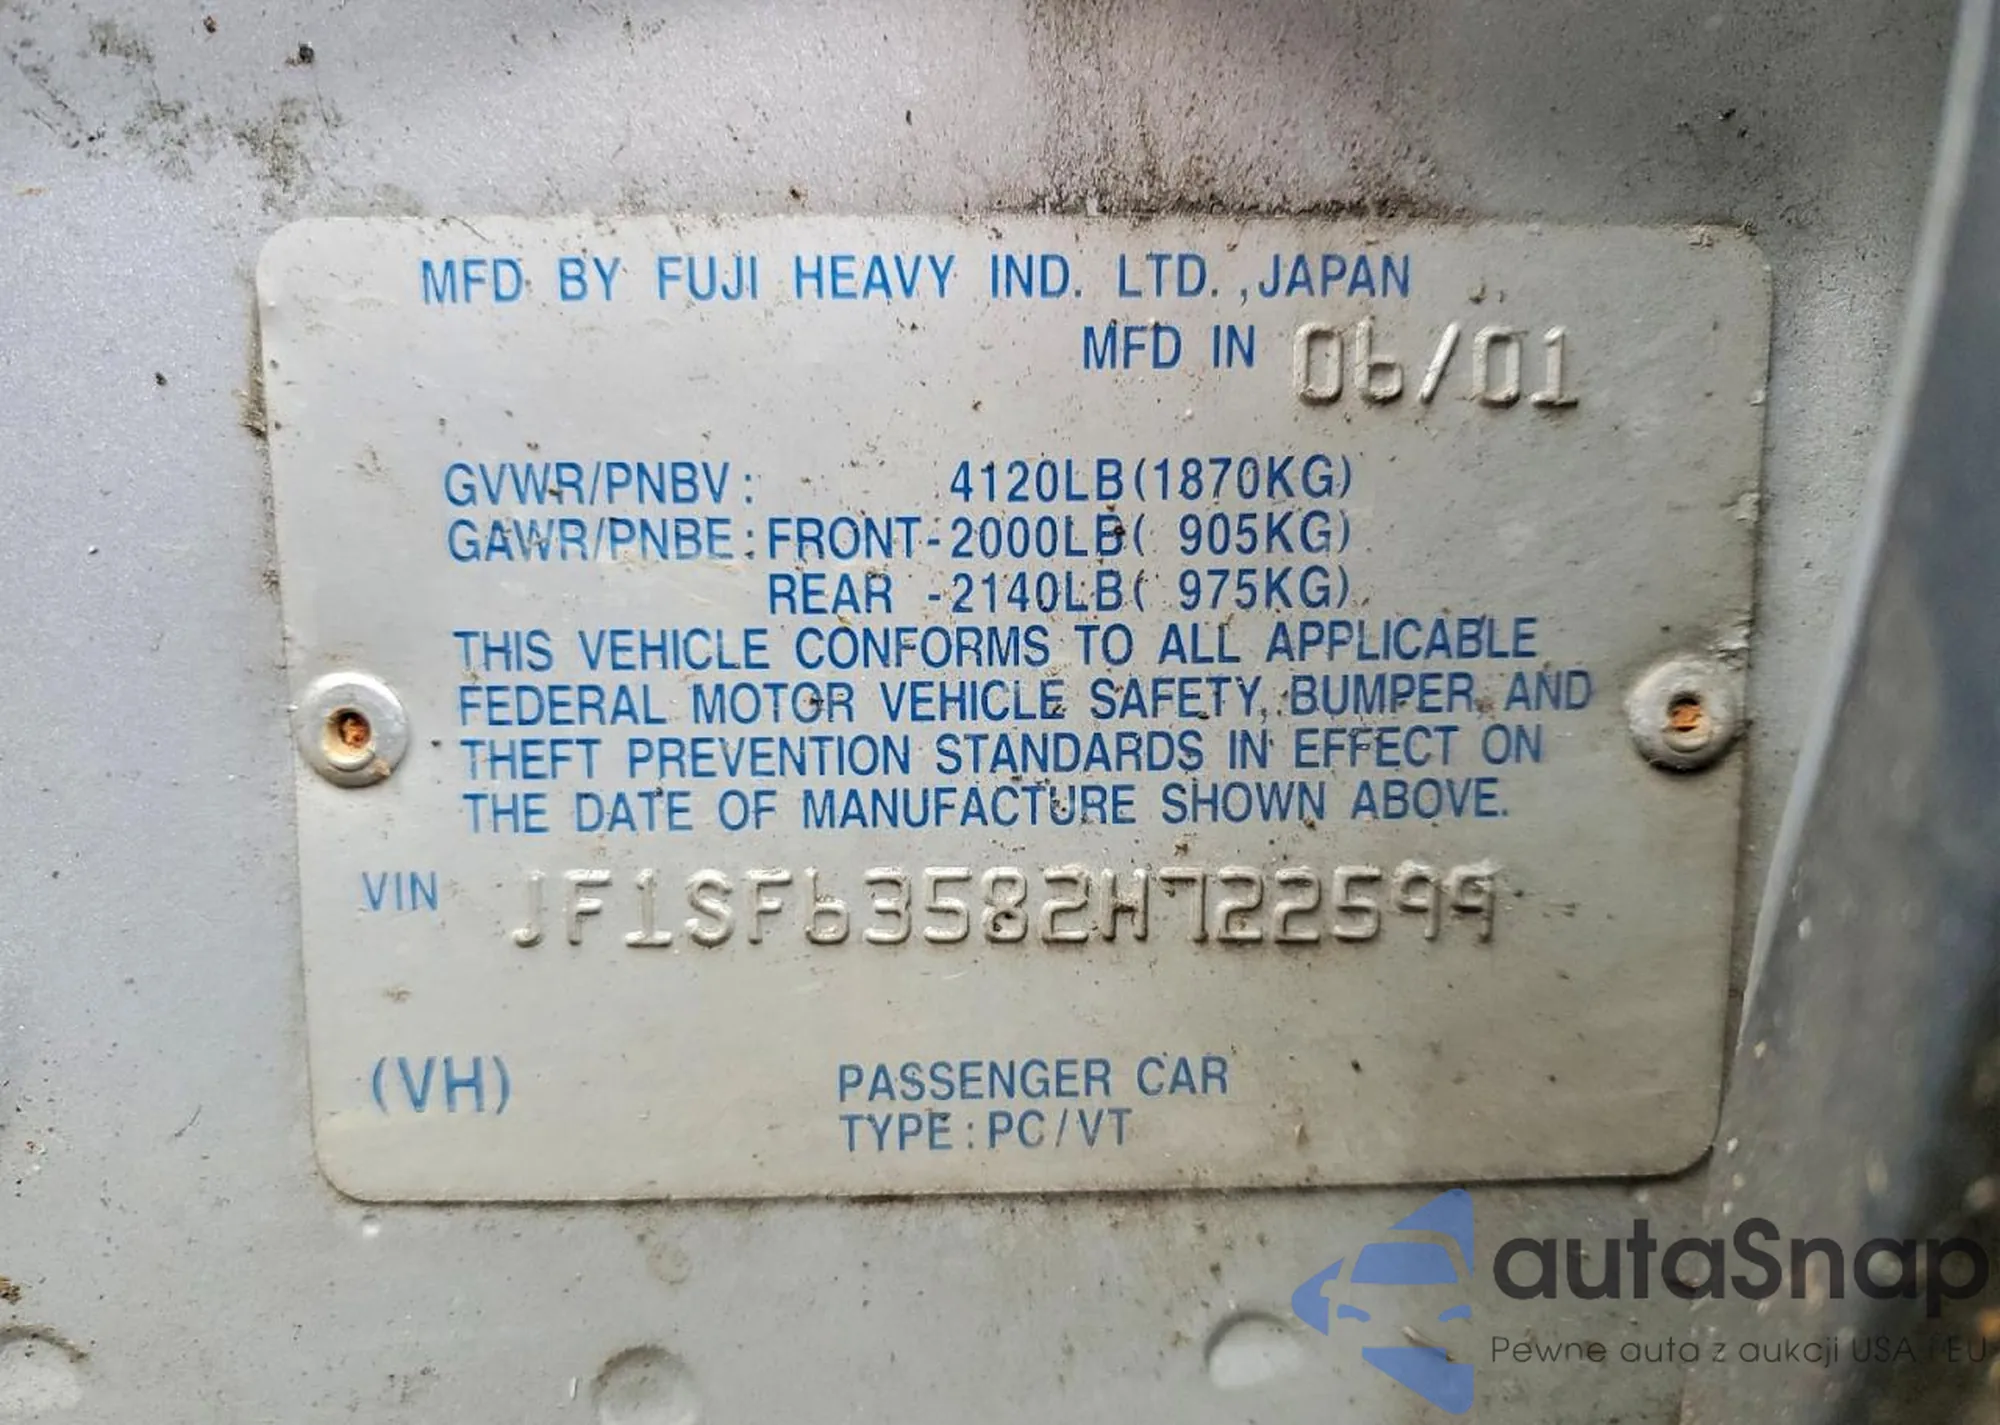 MFD BY FUJI HEAVY IND. LTD. ,JAPAN
MFD IN 06/01
GVWR/PNBV: 4120LB(1870KG)
GAWR/PNBE:FRONT-2000LB( 905KG)
REAR -2140LB( 975KG)
THIS VEHICLE CONFORMS TO ALL APPLICABLE
FEDERAL MOTOR VEHICLE SAFETY, BUMPER, AND
THEFT PREVENTION STANDARDS IN EFFECT ON
THE DATE OF MANUFACTURE SHOWN ABOVE.
VIN JF1SF63582H722599
(VH) PASSENGER CAR
TYPE:PC/VT
autaSnap
Pewne auta z aukcji USA i EU